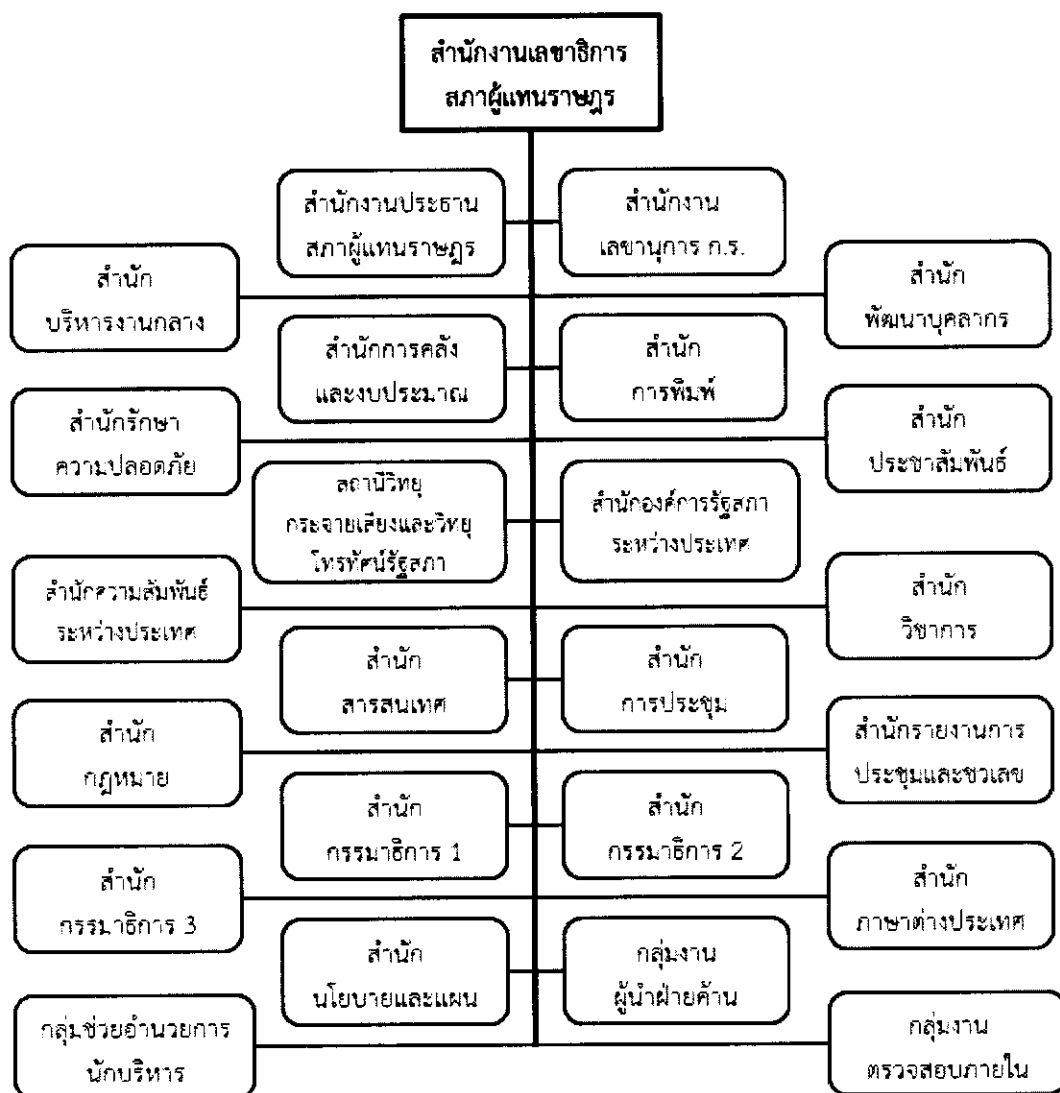 สำนักงานเลขาธิการ
สภาผู้แทนราษฎร
สำนักงานประธาน
สภาผู้แทนราษฎร
สำนักงาน
เลขานุการ ก.ร.
สำนัก
บริหารงานกลาง
สำนัก
พัฒนาบุคลากร
สำนักการคลัง
และงบประมาณ
สำนัก
การพิมพ์
สำนักรักษา
ความปลอดภัย
สำนัก
ประชาสัมพันธ์
สถานีวิทยุ
กระจายเสียงและวิทยุ
โทรทัศน์รัฐสภา
สำนักองค์การรัฐสภา
ระหว่างประเทศ
สำนักความสัมพันธ์
ระหว่างประเทศ
สำนัก
วิชาการ
สำนัก
สารสนเทศ
สำนัก
การประชุม
สำนัก
กฎหมาย
สำนักรายงานการ
ประชุมและชวเลข
สำนัก
กรรมาธิการ 1
สำนัก
กรรมาธิการ 2
สำนัก
กรรมาธิการ 3
สำนัก
ภาษาต่างประเทศ
สำนัก
นโยบายและแผน
กลุ่มงาน
ผู้นำฝ่ายค้าน
กลุ่มช่วยอำนวยการ
นักบริหาร
กลุ่มงาน
ตรวจสอบภายใน